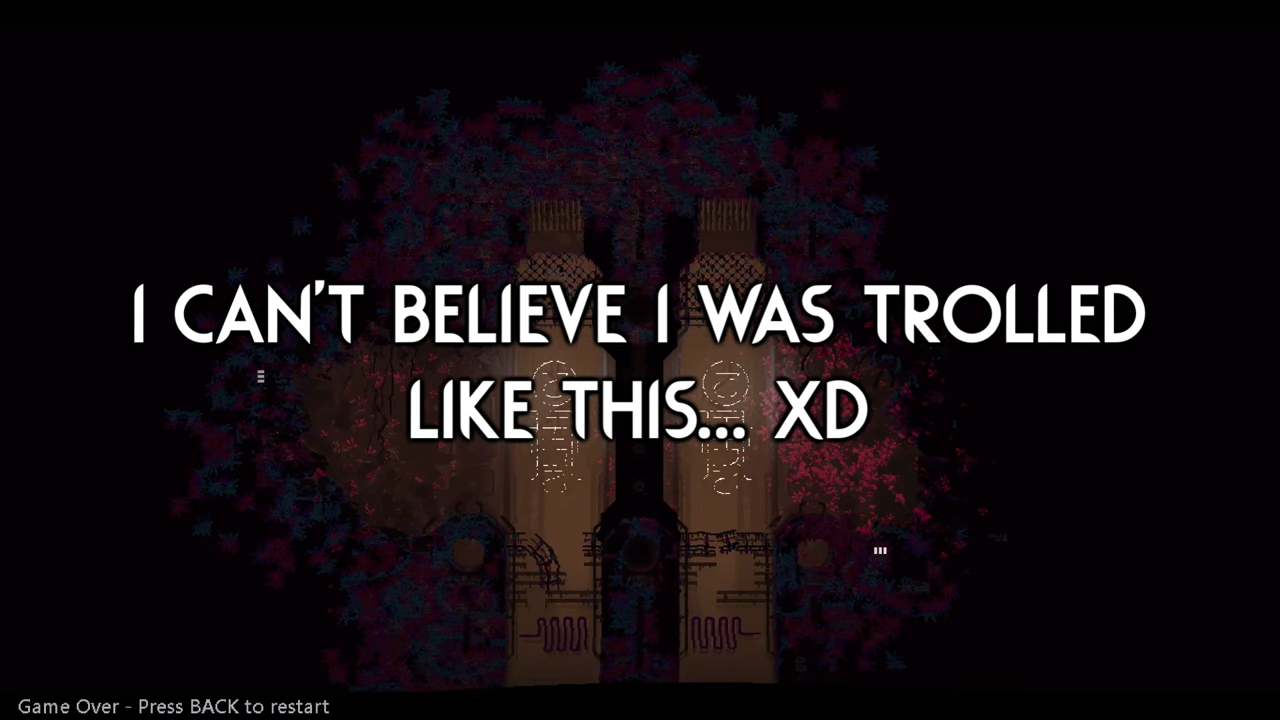 I CAN'T BELIEVE I WAS TROLLED
LIKE THIS... XD
Game Over - Press BACK to restart